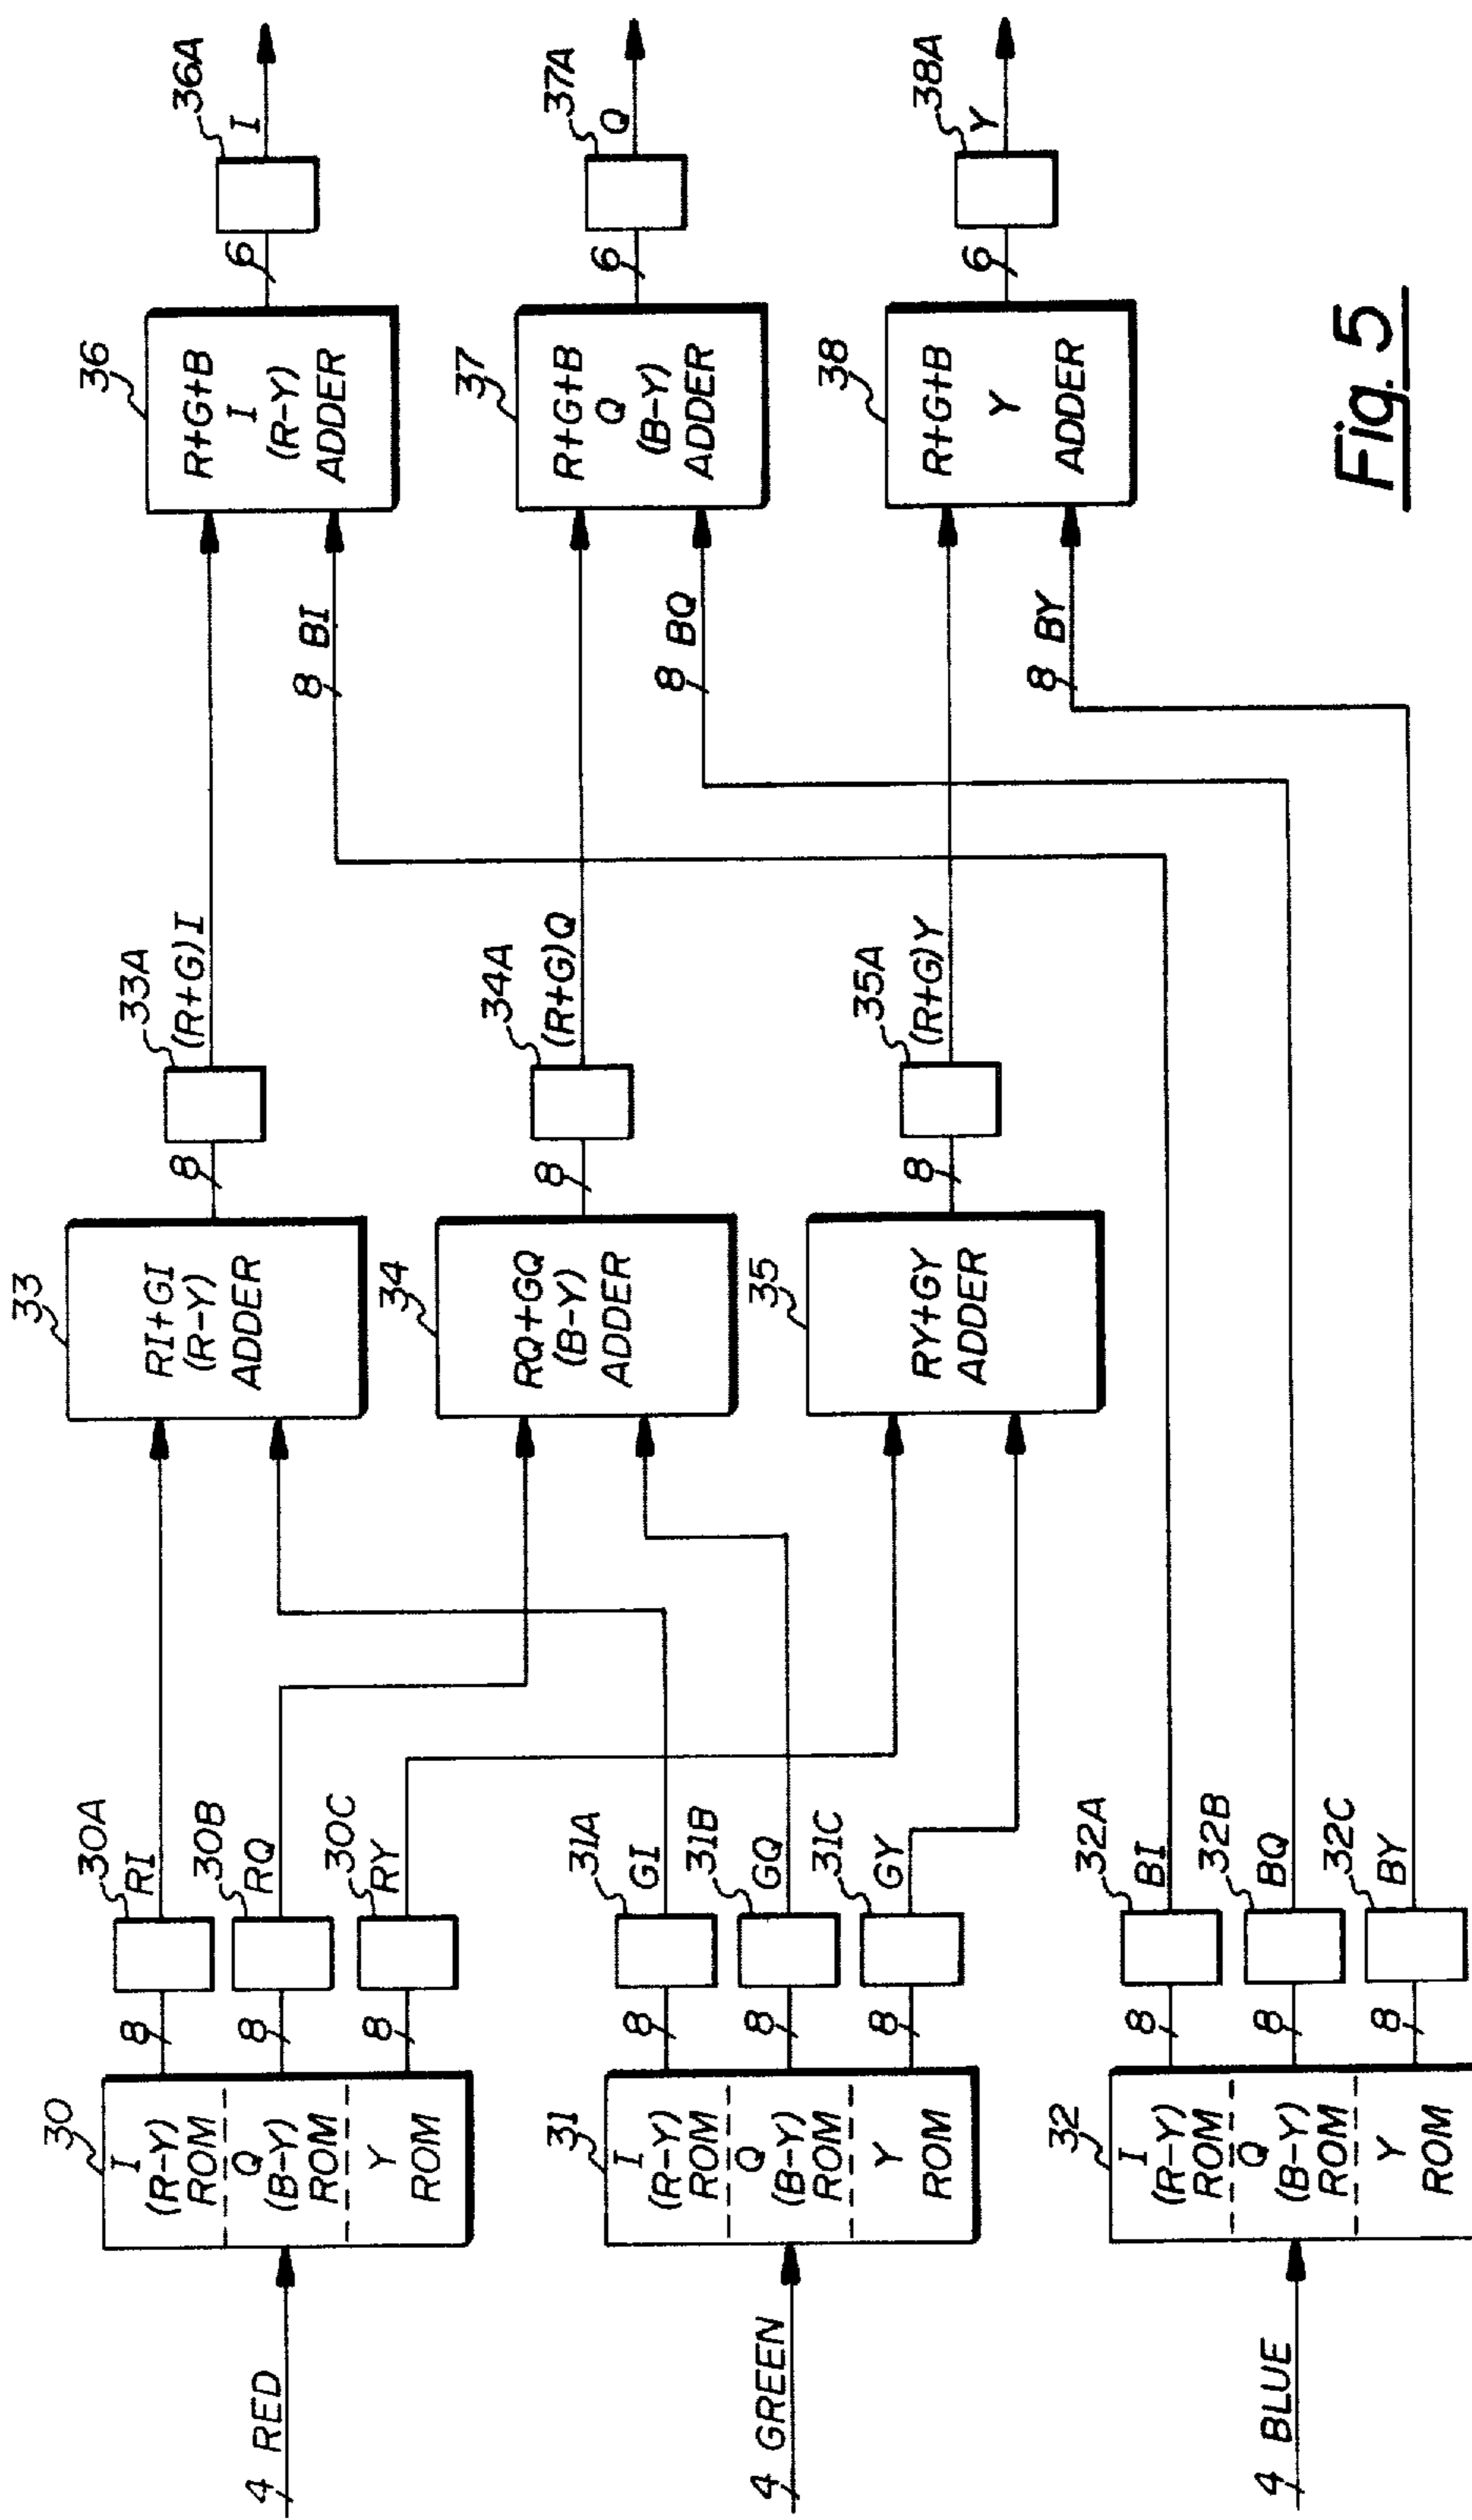 4 RED
30
I
(R-Y)
ROM
Q
(B-Y)
ROM
Y
ROM
8
8
8
30A
RI
30B
RQ
30C
RY
4 GREEN
31
I
(R-Y)
ROM
Q
(B-Y)
ROM
Y
ROM
8
8
8
31A
GI
31B
GQ
31C
GY
4 BLUE
32
I
(R-Y)
ROM
Q
(B-Y)
ROM
Y
ROM
8
8
8
32A
BI
32B
BQ
32C
BY
33
RI+GI
(R-Y)
ADDER
8
33A
(R+G)I
34
RQ+GQ
(B-Y)
ADDER
8
34A
(R+G)Q
35
RY+GY
ADDER
8
35A
(R+G)Y
8 BI
8 BQ
8 BY
36
R+G+B
I
(R-Y)
ADDER
6
36A
I
37
R+G+B
Q
(B-Y)
ADDER
6
37A
Q
38
R+G+B
Y
ADDER
6
38A
Y
Fig. 5